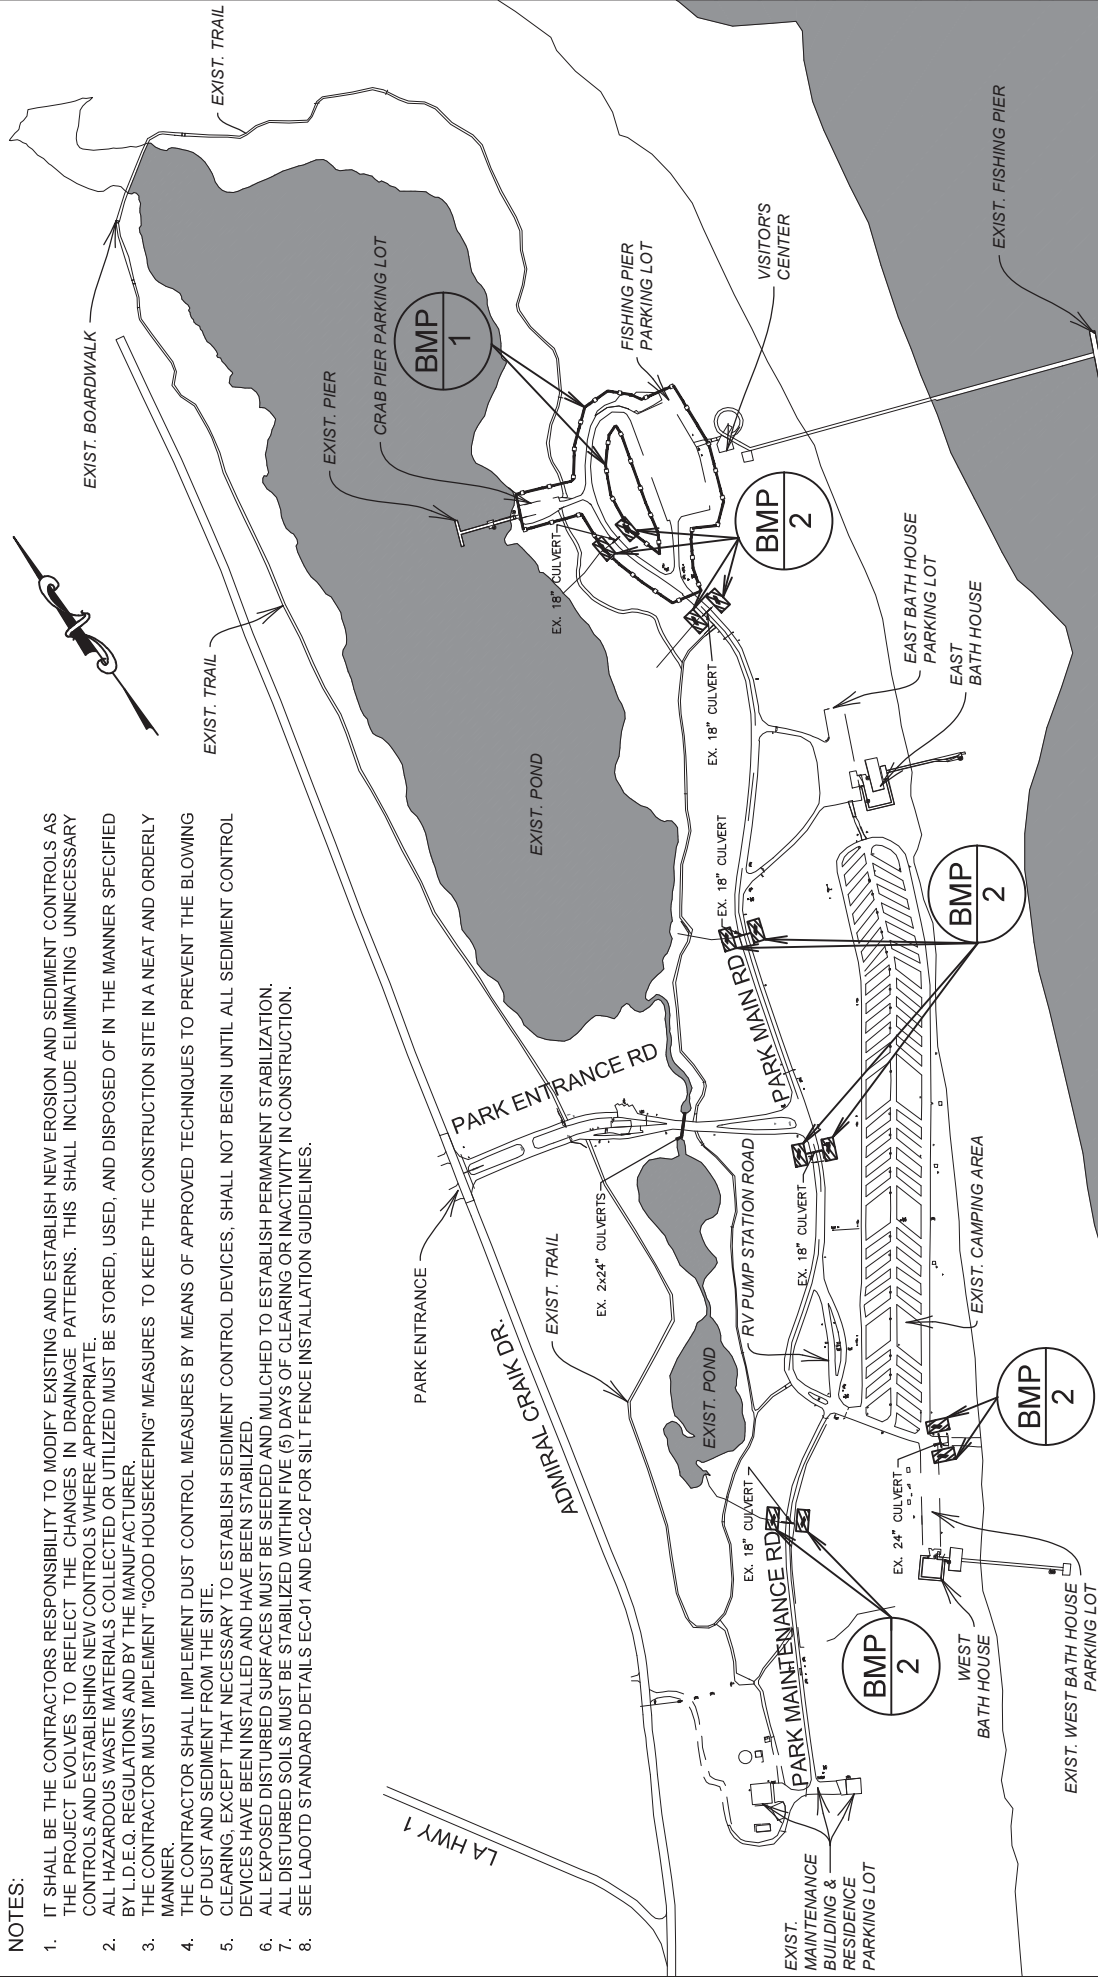 NOTES:
1. IT SHALL BE THE CONTRACTORS RESPONSIBILITY TO MODIFY EXISTING AND ESTABLISH NEW EROSION AND SEDIMENT CONTROLS AS
THE PROJECT EVOLVES TO REFLECT THE CHANGES IN DRAINAGE PATTERNS. THIS SHALL INCLUDE ELIMINATING UNNECESSARY
CONTROLS AND ESTABLISHING NEW CONTROLS WHERE APPROPRIATE.
2. ALL HAZARDOUS WASTE MATERIALS COLLECTED OR UTILIZED MUST BE STORED, USED, AND DISPOSED OF IN THE MANNER SPECIFIED
BY L.D.E.Q. REGULATIONS AND BY THE MANUFACTURER.
3. THE CONTRACTOR MUST IMPLEMENT "GOOD HOUSEKEEPING" MEASURES TO KEEP THE CONSTRUCTION SITE IN A NEAT AND ORDERLY
MANNER.
4. THE CONTRACTOR SHALL IMPLEMENT DUST CONTROL MEASURES BY MEANS OF APPROVED TECHNIQUES TO PREVENT THE BLOWING
OF DUST AND SEDIMENT FROM THE SITE.
5. CLEARING, EXCEPT THAT NECESSARY TO ESTABLISH SEDIMENT CONTROL DEVICES, SHALL NOT BEGIN UNTIL ALL SEDIMENT CONTROL
DEVICES HAVE BEEN INSTALLED AND HAVE BEEN STABILIZED.
6. ALL EXPOSED DISTURBED SURFACES MUST BE SEEDED AND MULCHED TO ESTABLISH PERMANENT STABILIZATION.
7. ALL DISTURBED SOILS MUST BE STABILIZED WITHIN FIVE (5) DAYS OF CLEARING OR INACTIVITY IN CONSTRUCTION.
8. SEE LADOTD STANDARD DETAILS EC-01 AND EC-02 FOR SILT FENCE INSTALLATION GUIDELINES.
EXIST. BOARDWALK
EXIST. TRAIL
EXIST. TRAIL
EXIST. PIER
CRAB PIER PARKING LOT
BMP
1
FISHING PIER
PARKING LOT
VISITOR'S
CENTER
EXIST. FISHING PIER
EX. 18" CULVERT
BMP
2
EX. 18" CULVERT
EXIST. POND
EAST BATH HOUSE
PARKING LOT
EAST
BATH HOUSE
EX. 18" CULVERT
BMP
2
PARK MAIN RD
PARK ENTRANCE RD
PARK ENTRANCE
ADMIRAL CRAIK DR.
EXIST. TRAIL
EX. 2x24" CULVERTS
EXIST. POND
RV PUMP STATION ROAD
EX. 18" CULVERT
EXIST. CAMPING AREA
BMP
2
EX. 18" CULVERT
EX. 24" CULVERT
PARK MAINTENANCE RD
BMP
2
WEST
BATH HOUSE
EXIST. WEST BATH HOUSE
PARKING LOT
LA HWY 1
EXIST.
MAINTENANCE
BUILDING &
RESIDENCE
PARKING LOT